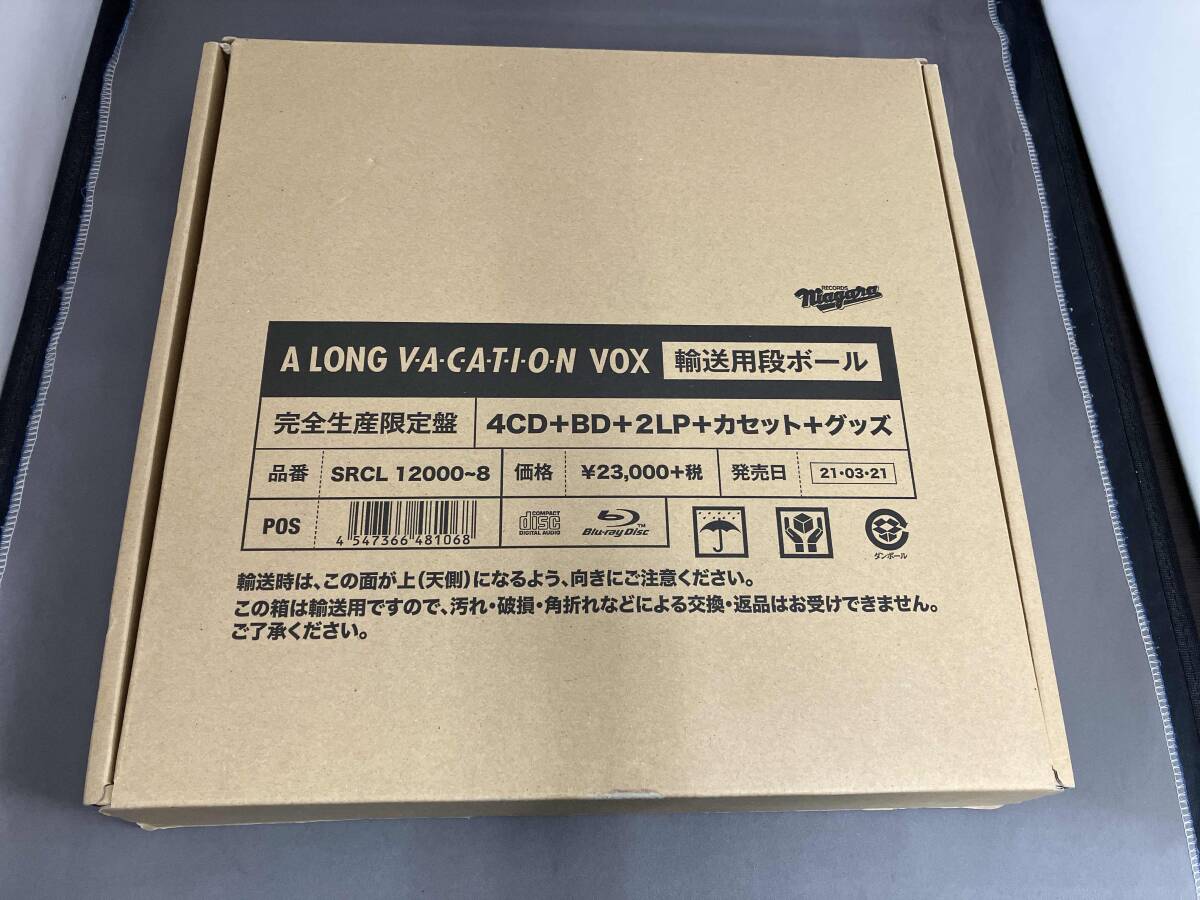 RECORDS
Niagara
A LONG V·A·C·A·T·I·O·N VOX 輸送用段ボール
完全生産限定盤 4CD+BD+2LP+カセット+グッズ
品番 SRCL 12000~8 価格 ¥23,000+税 発売日 21・03・21
POS 4 547366 481068 COMPACT disc DIGITAL AUDIO Blu-ray Disc™ ダンボール
輸送時は、この面が上(天側)になるよう、向きにご注意ください。
この箱は輸送用ですので、汚れ・破損・角折れなどによる交換・返品はお受けできません。
ご了承ください。